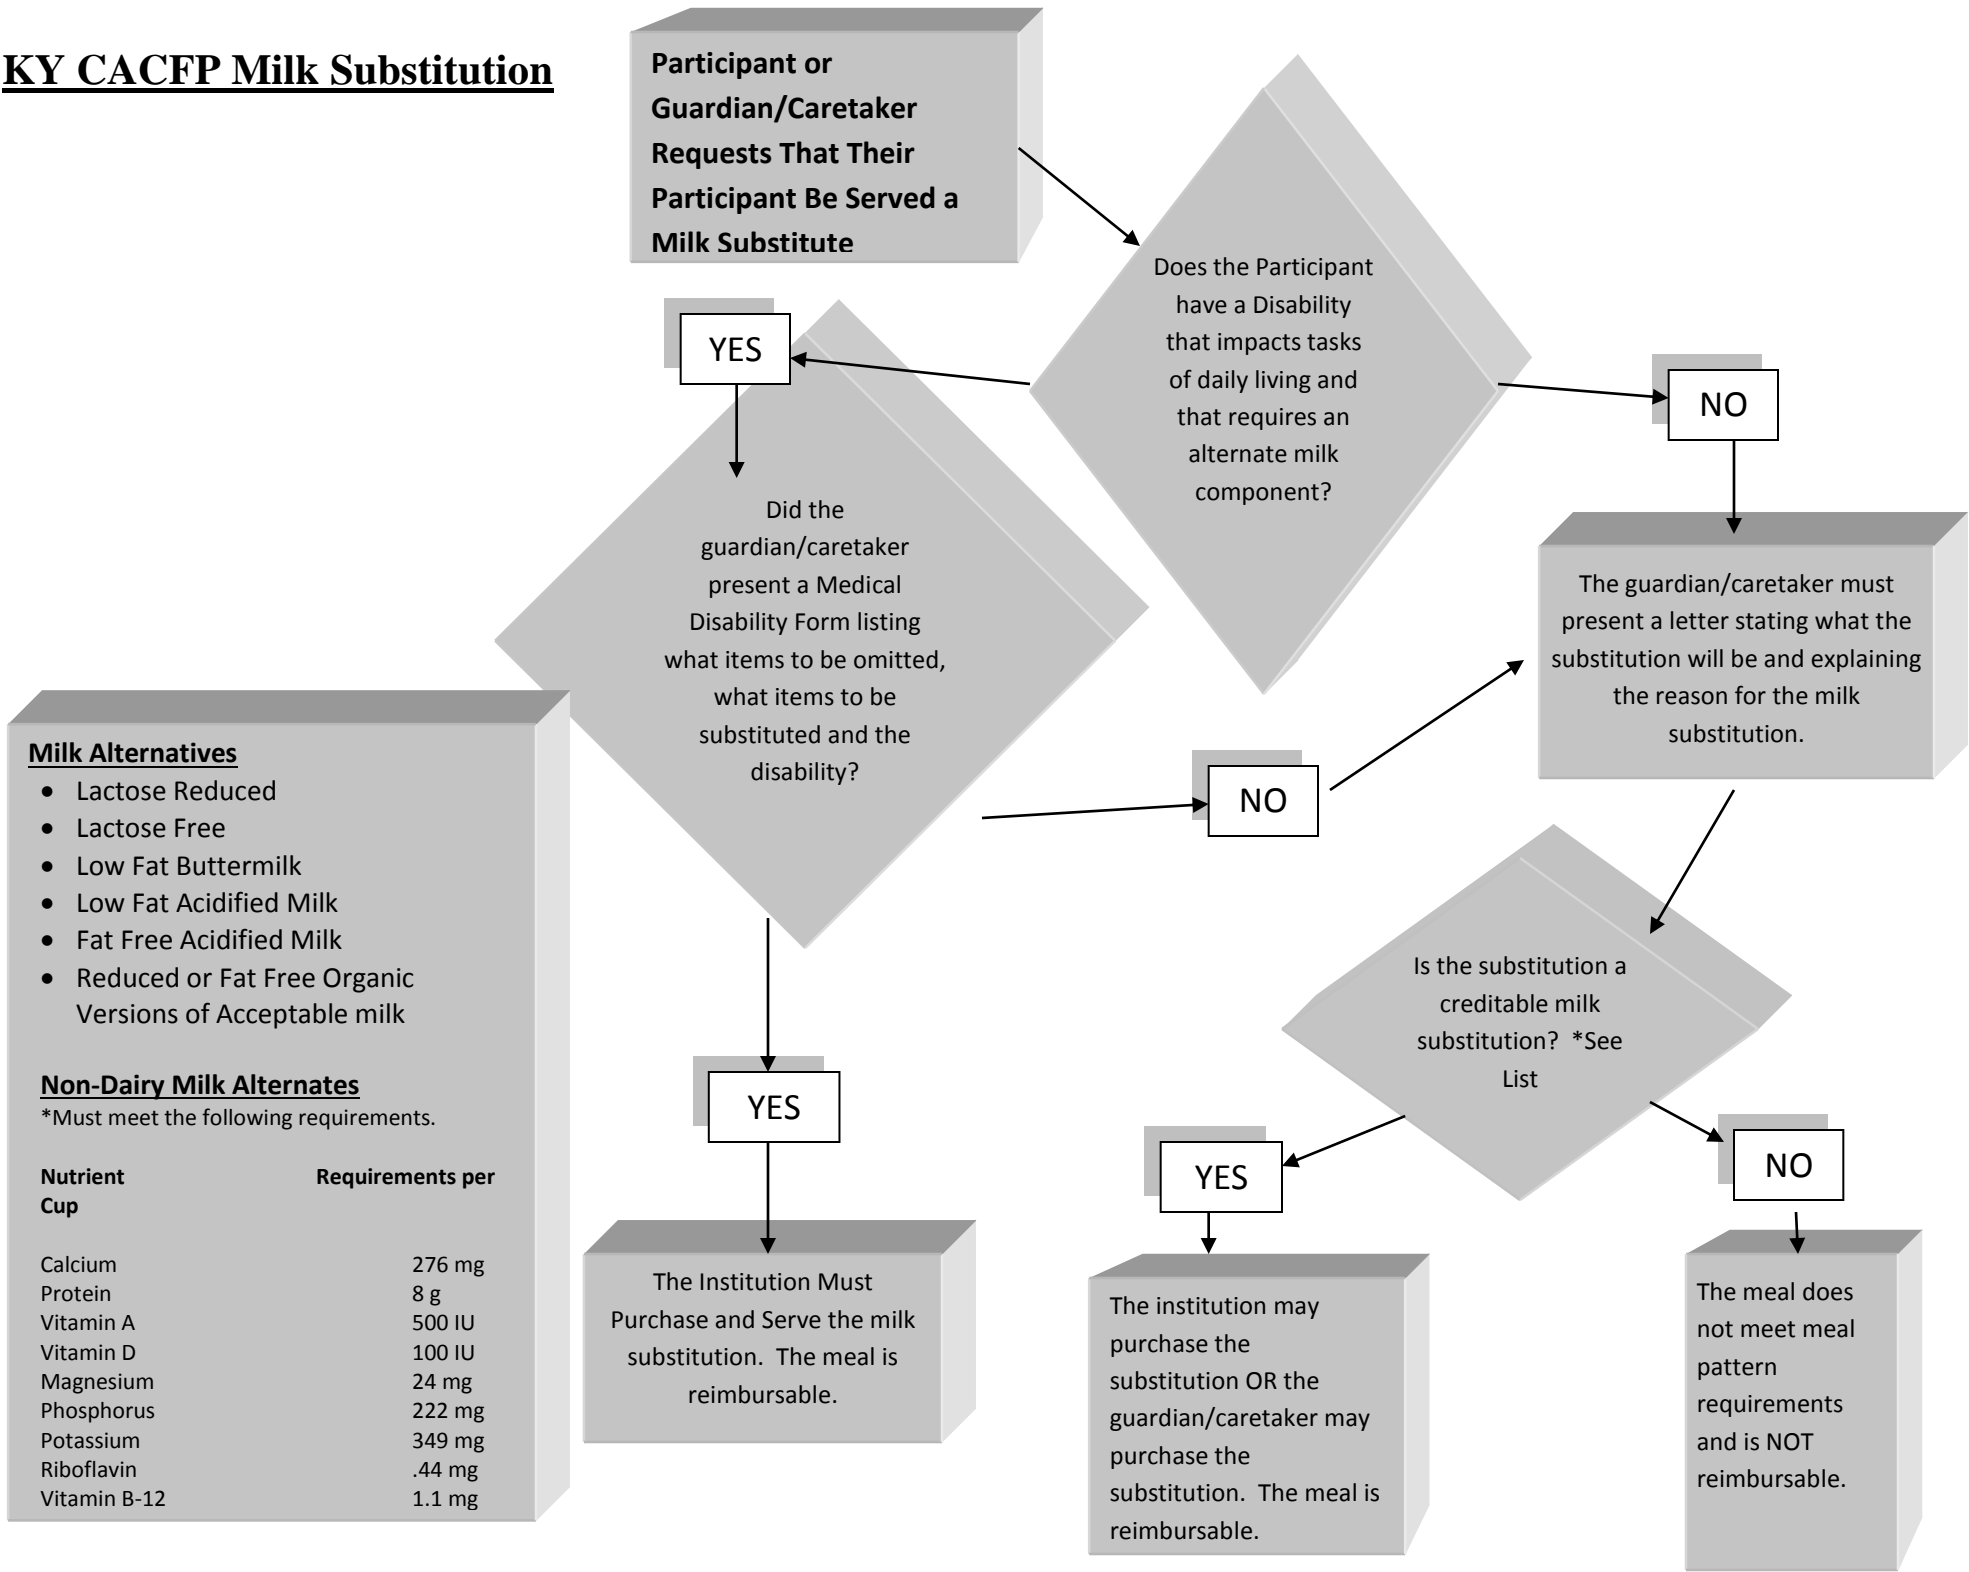 KY CACFP Milk Substitution
Participant or
Guardian/Caretaker
Requests That Their
Participant Be Served a
Milk Substitute
Does the Participant
have a Disability
that impacts tasks
of daily living and
that requires an
alternate milk
component?
YES
NO
Did the
guardian/caretaker
present a Medical
Disability Form listing
what items to be omitted,
what items to be
substituted and the
disability?
The guardian/caretaker must
present a letter stating what the
substitution will be and explaining
the reason for the milk
substitution.
NO
YES
Is the substitution a
creditable milk
substitution? *See
List
YES
NO
The Institution Must
Purchase and Serve the milk
substitution. The meal is
reimbursable.
The institution may
purchase the
substitution OR the
guardian/caretaker may
purchase the
substitution. The meal is
reimbursable.
The meal does
not meet meal
pattern
requirements
and is NOT
reimbursable.
Milk Alternatives
• Lactose Reduced
• Lactose Free
• Low Fat Buttermilk
• Low Fat Acidified Milk
• Fat Free Acidified Milk
• Reduced or Fat Free Organic
Versions of Acceptable milk
Non-Dairy Milk Alternates
*Must meet the following requirements.
Nutrient Requirements per
Cup
Calcium 276 mg
Protein 8 g
Vitamin A 500 IU
Vitamin D 100 IU
Magnesium 24 mg
Phosphorus 222 mg
Potassium 349 mg
Riboflavin .44 mg
Vitamin B-12 1.1 mg